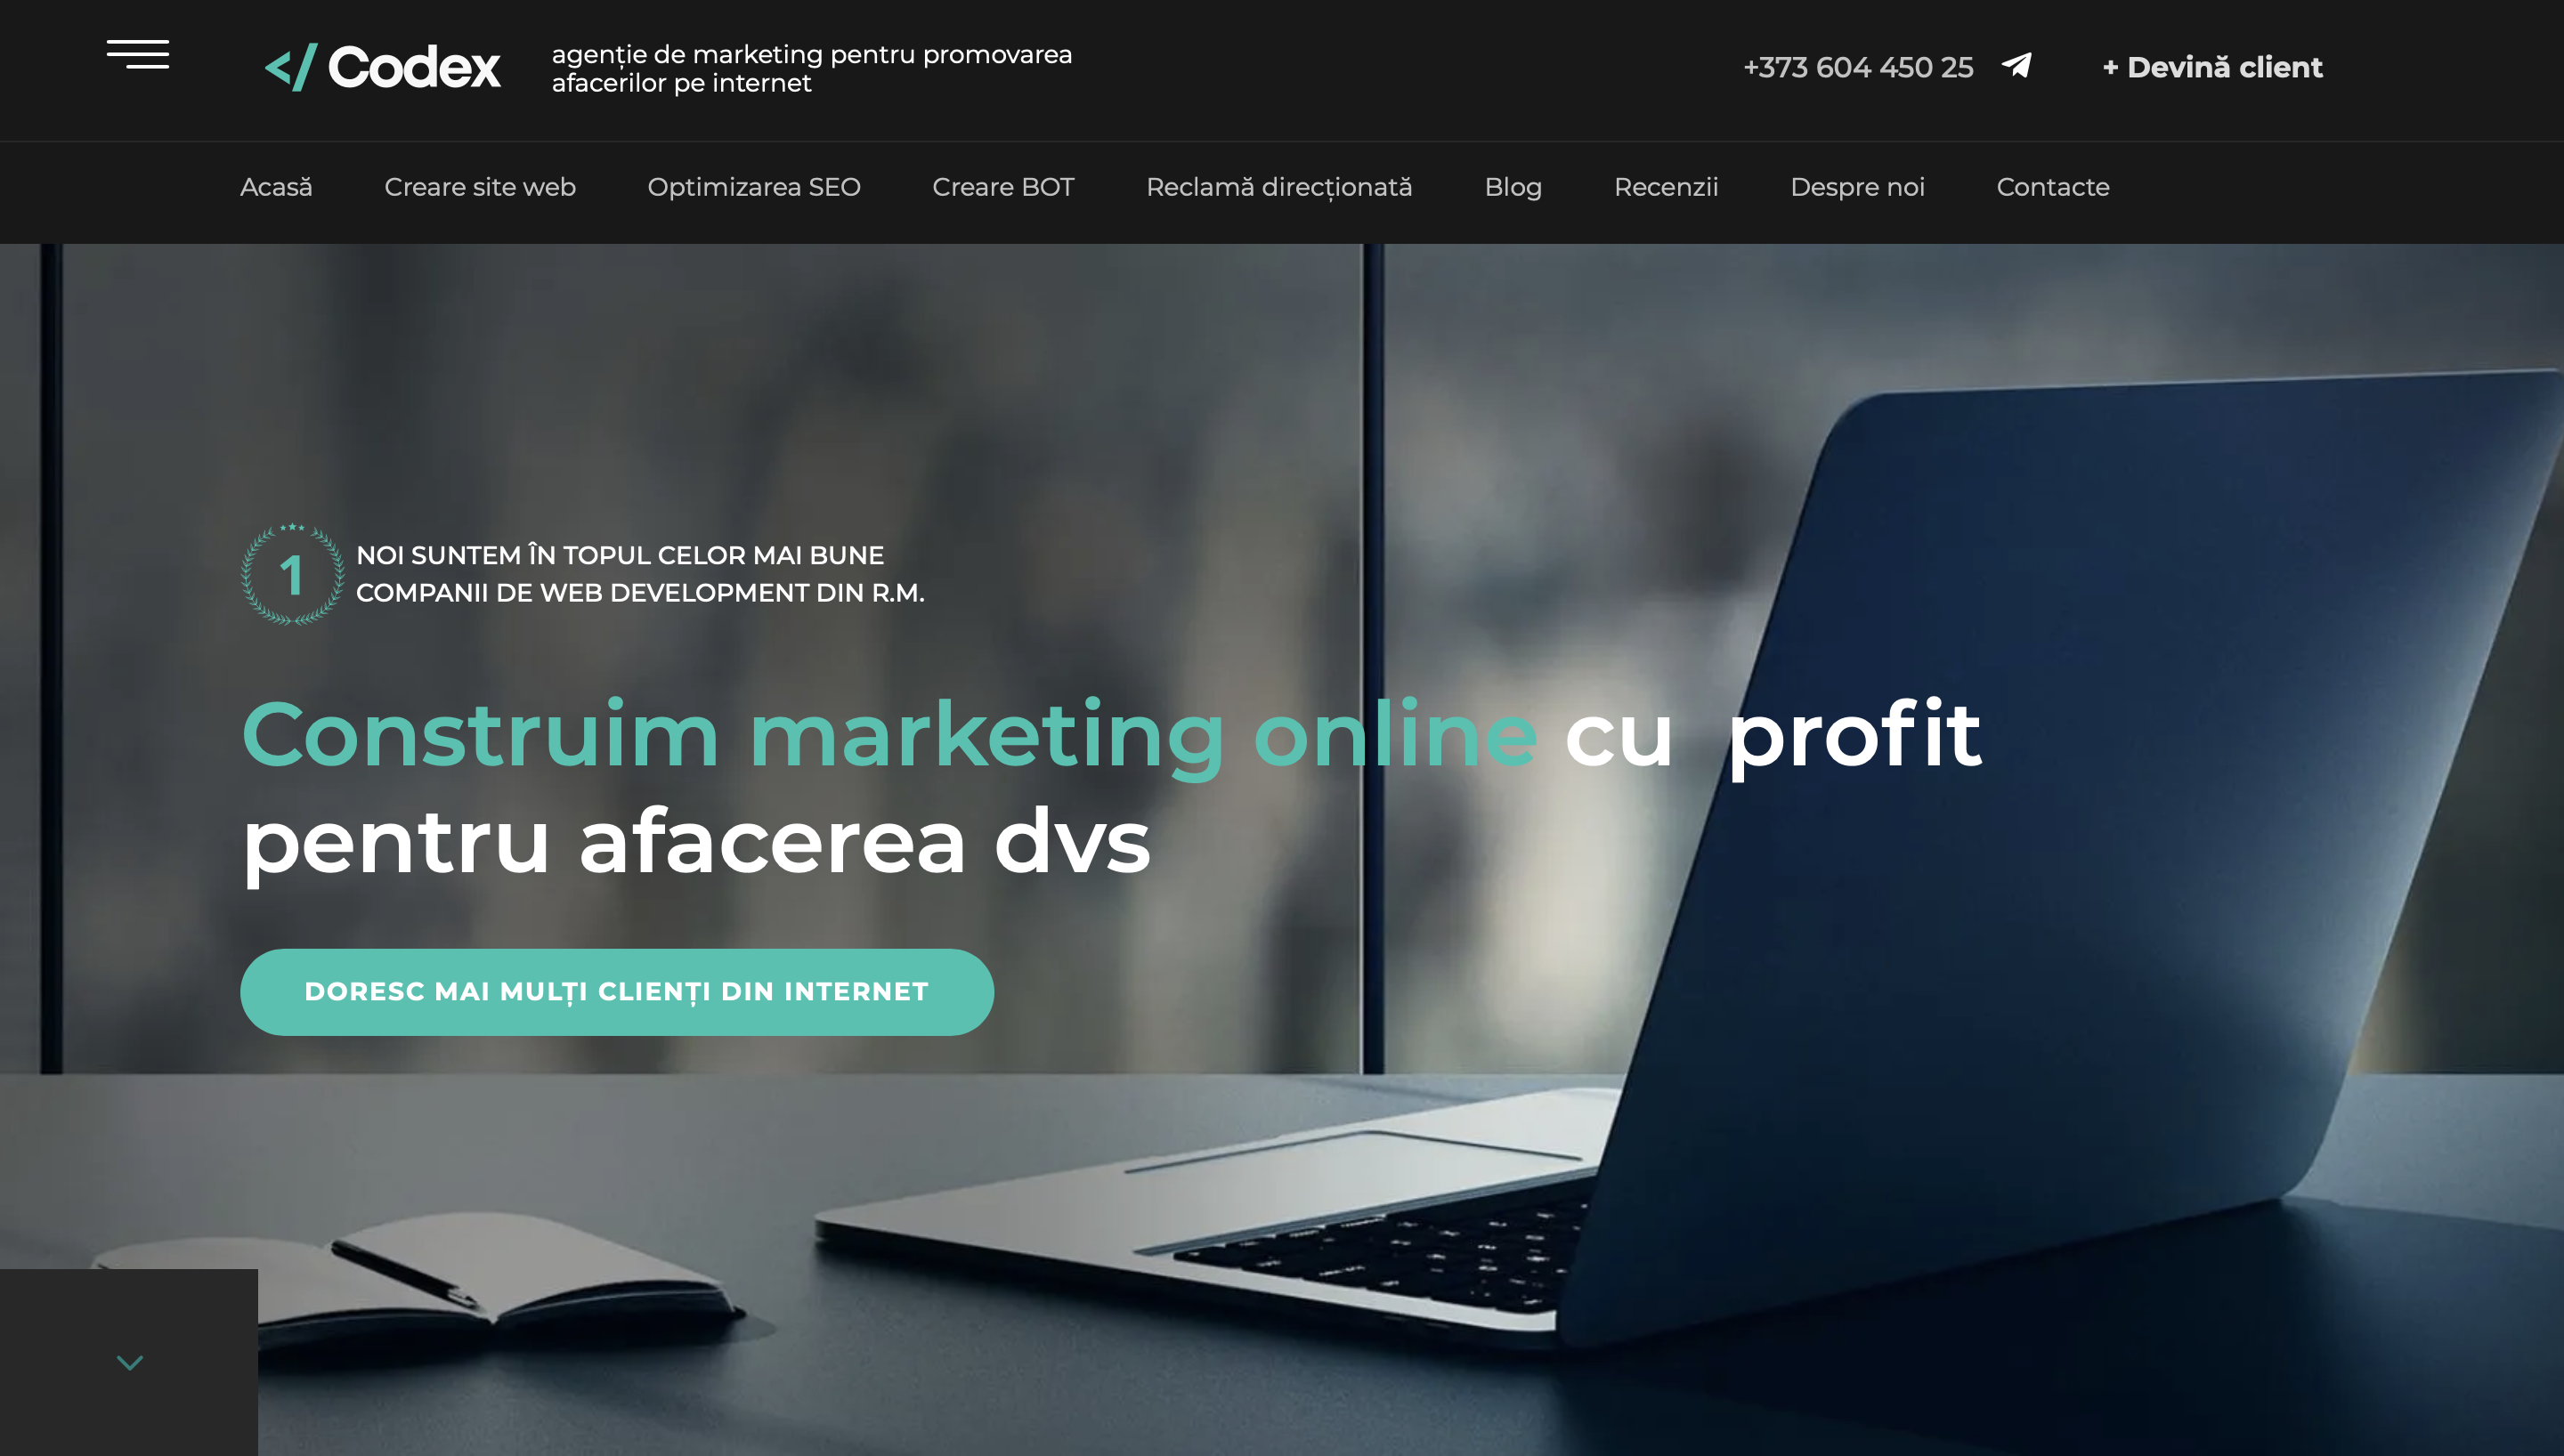 </ Codex
agenție de marketing pentru promovarea
afacerilor pe internet
+373 604 450 25
+ Devină client
Acasă
Creare site web
Optimizarea SEO
Creare BOT
Reclamă direcționată
Blog
Recenzii
Despre noi
Contacte
1
NOI SUNTEM ÎN TOPUL CELOR MAI BUNE
COMPANII DE WEB DEVELOPMENT DIN R.M.
Construim marketing online cu profit
pentru afacerea dvs
DORESC MAI MULȚI CLIENȚI DIN INTERNET